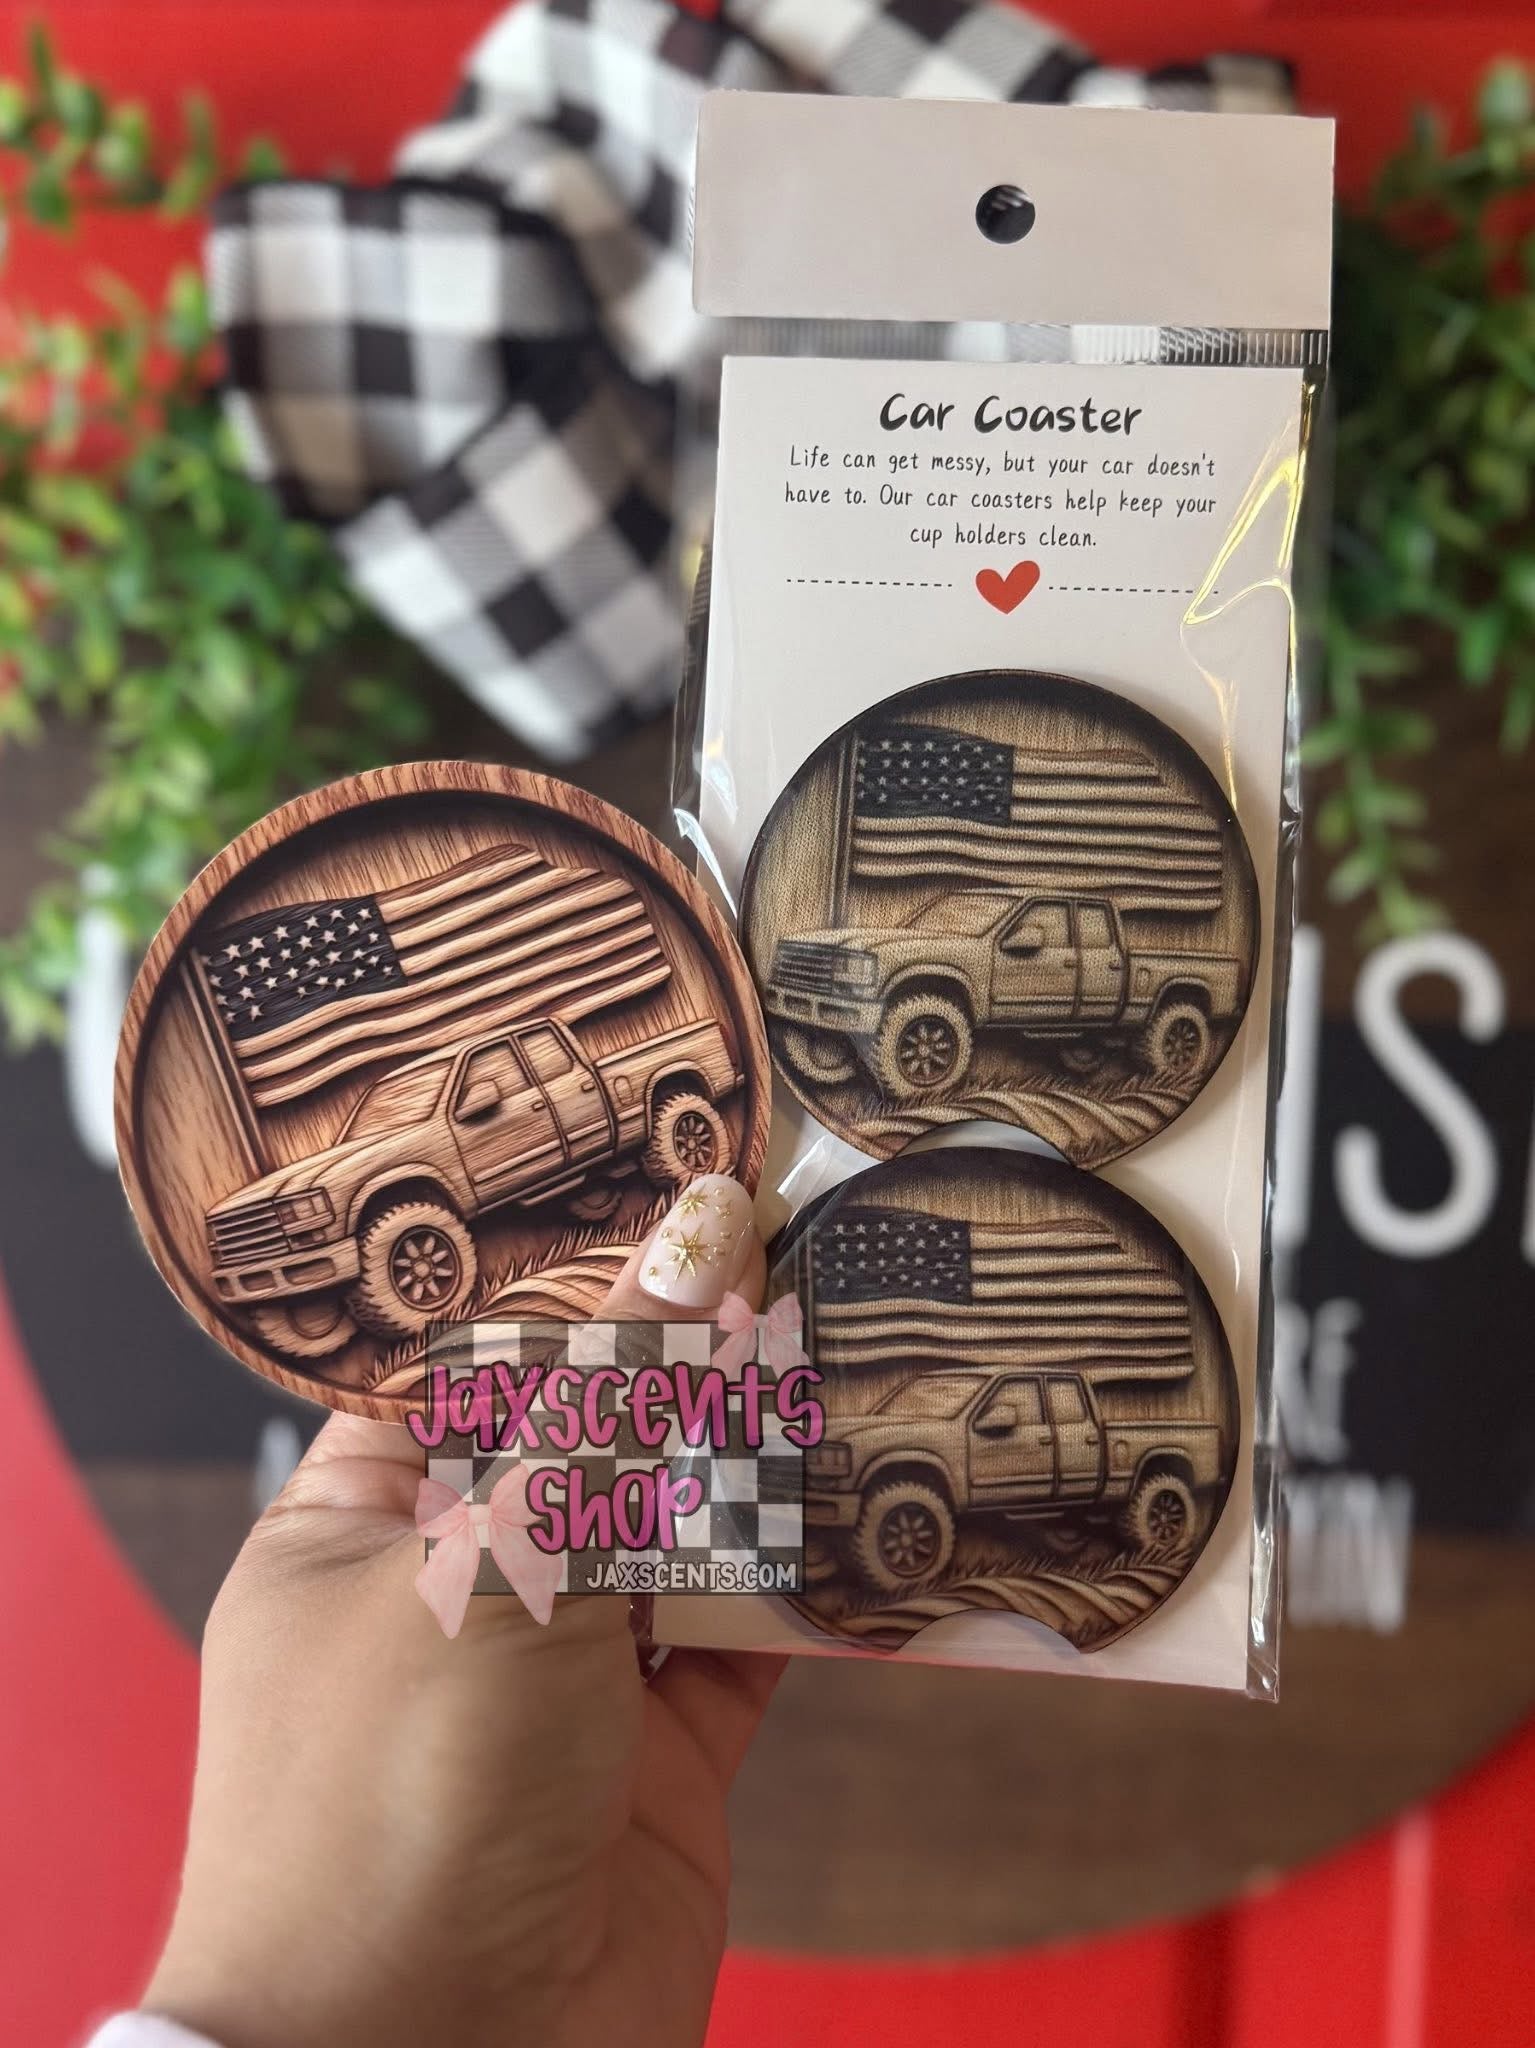 Car Coaster
Life can get messy, but your car doesn't
have to. Our car coasters help keep your
cup holders clean.
Jaxscents
Shop
JAXSCENTS.COM